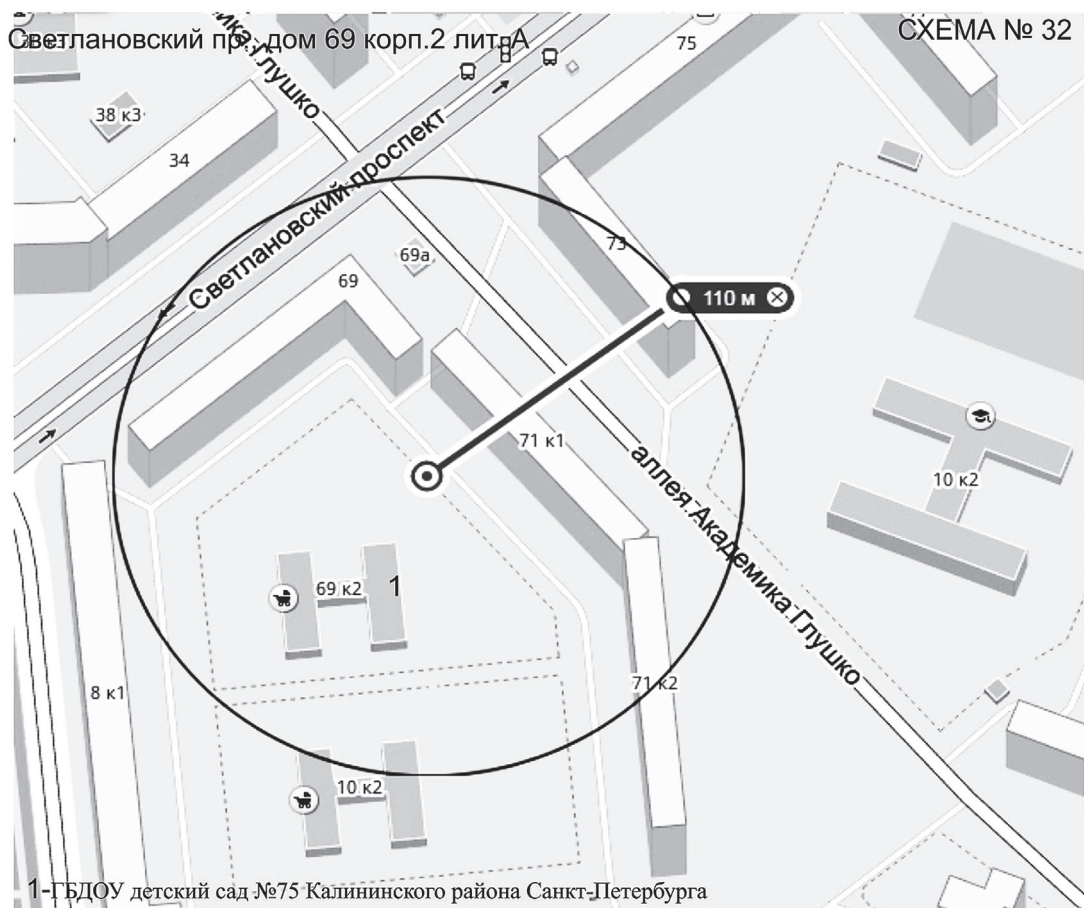 Светлановский пр., дом 69 корп.2 лит. А
СХЕМА № 32
ика Глушко
75
38 к3
34
Светлановский проспект
73
69а
69
110 м
71 к1
10 к2
аллея Академика Глушко
69 к2
1
8 к1
71 к2
10 к2
1-ГБДОУ детский сад №75 Калининского района Санкт-Петербурга